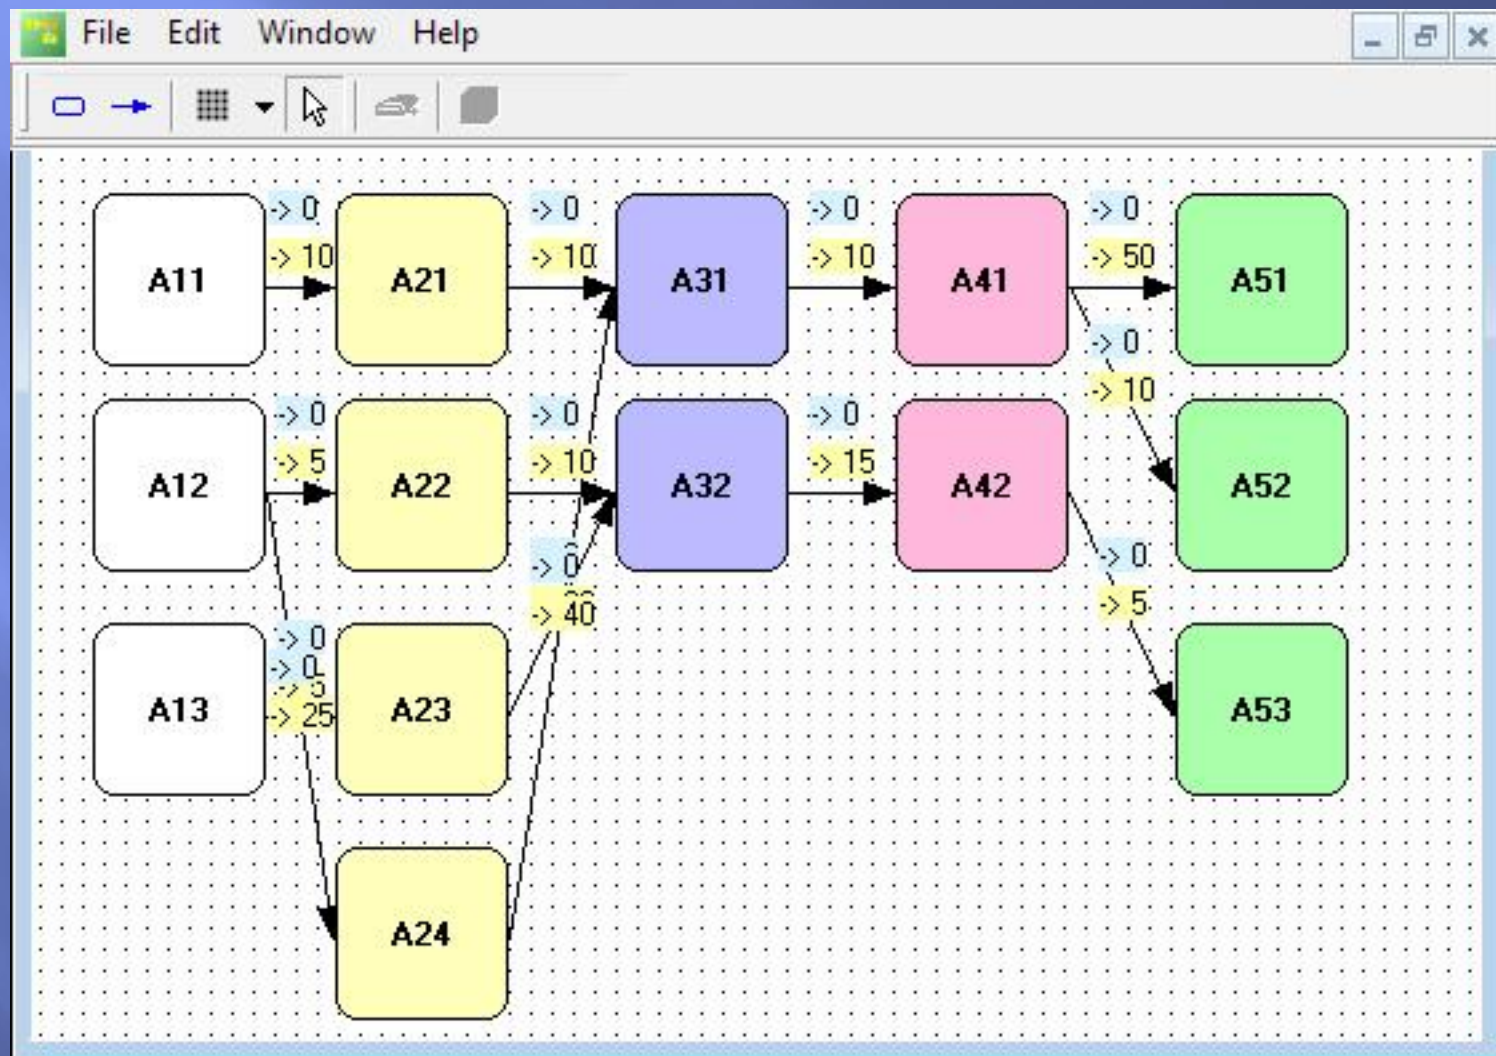 File Edit Window Help
-> 0 -> 0 -> 0 -> 0
-> 10 -> 10 -> 10 -> 50
A11 A21 A31 A41 A51
-> 0
-> 10
-> 0 -> 0 -> 0
-> 5 -> 10 -> 15
A12 A22 A32 A42 A52
-> 0 -> 0
-> 40 -> 5
-> 0
-> 0
-> 25
A13 A23 A53
A24